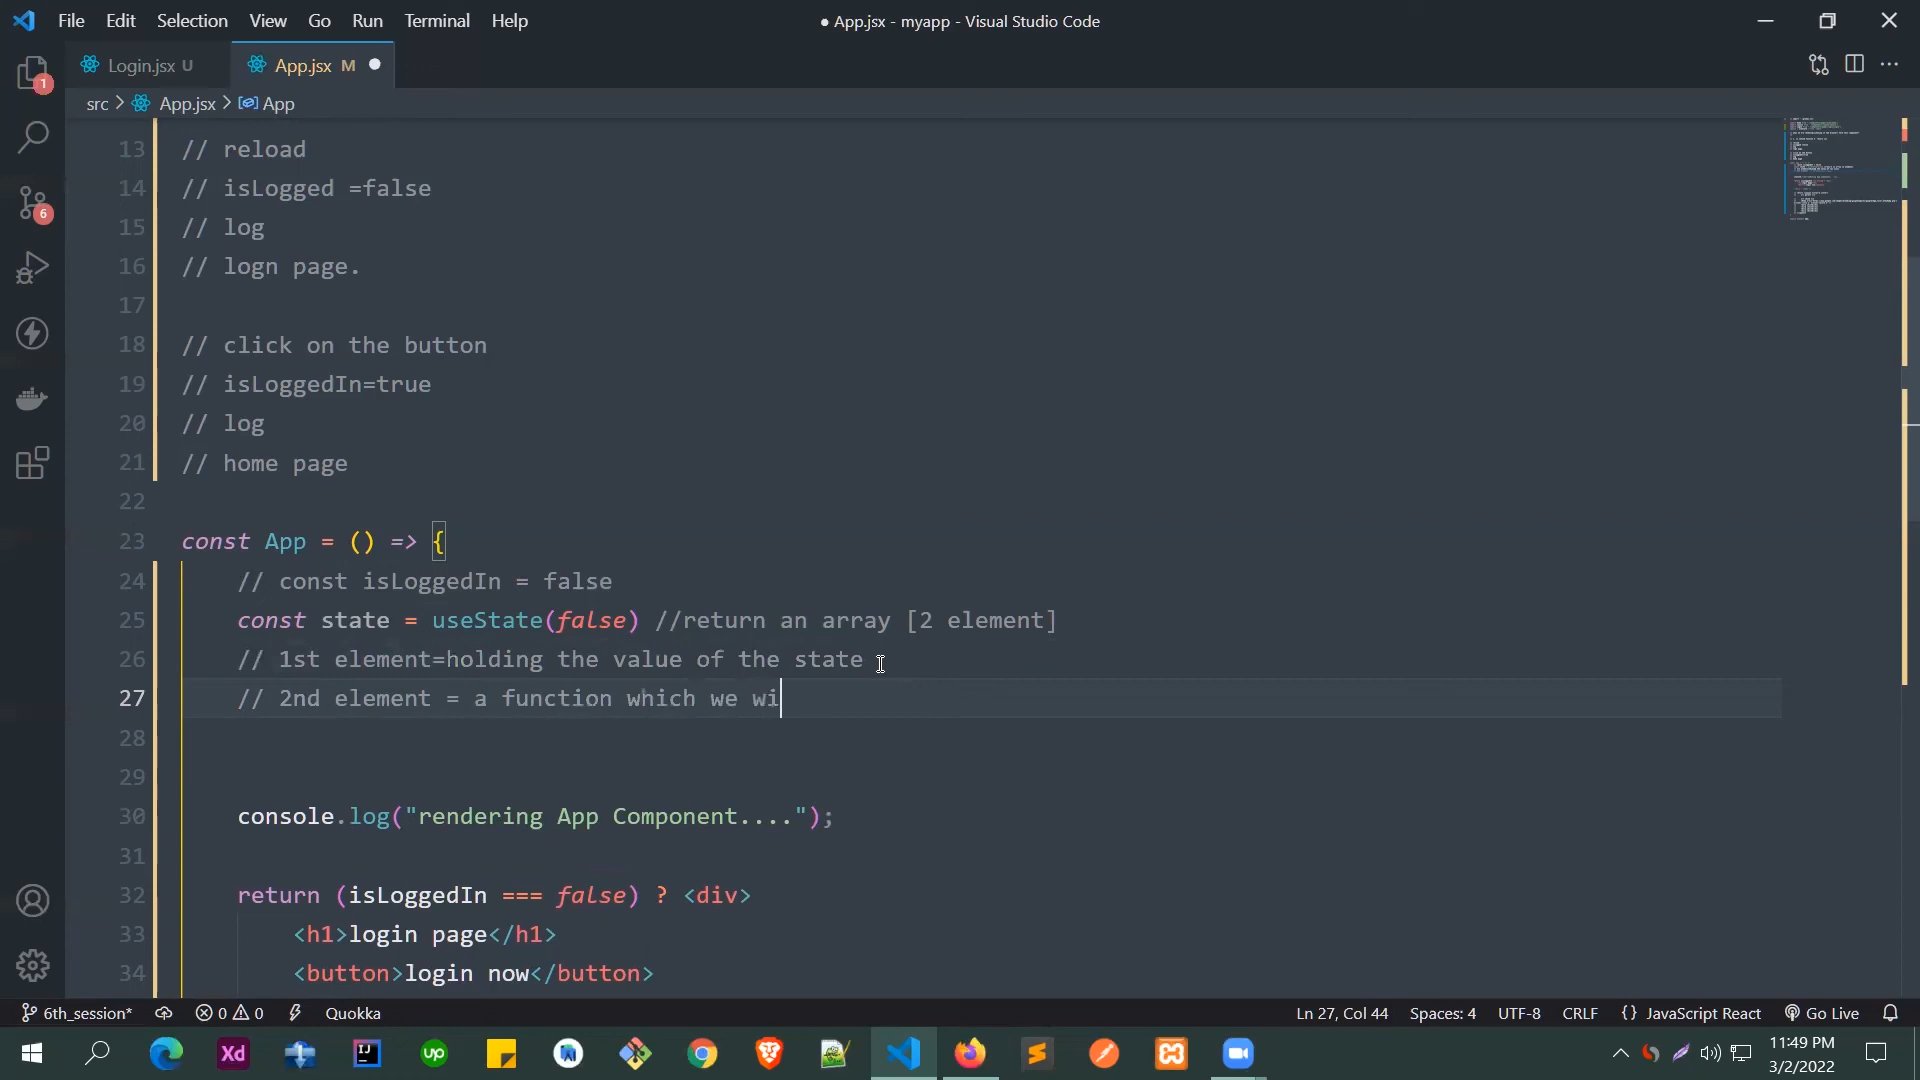 File Edit Selection View Go Run Terminal Help
● App.jsx - myapp - Visual Studio Code
Login.jsx U
App.jsx M
src > App.jsx > App
13 // reload
14 // isLogged =false
15 // log
16 // logn page.
17
18 // click on the button
19 // isLoggedIn=true
20 // log
21 // home page
22
23 const App = () => {
24 // const isLoggedIn = false
25 const state = useState(false) //return an array [2 element]
26 // 1st element=holding the value of the state
27 // 2nd element = a function which we wi
28
29
30 console.log("rendering App Component....");
31
32 return (isLoggedIn === false) ? <div>
33 <h1>login page</h1>
34 <button>login now</button>
1
6
6th_session* 0 0 Quokka
Ln 27, Col 44 Spaces: 4 UTF-8 CRLF {} JavaScript React Go Live
Xd
up
11:49 PM
3/2/2022